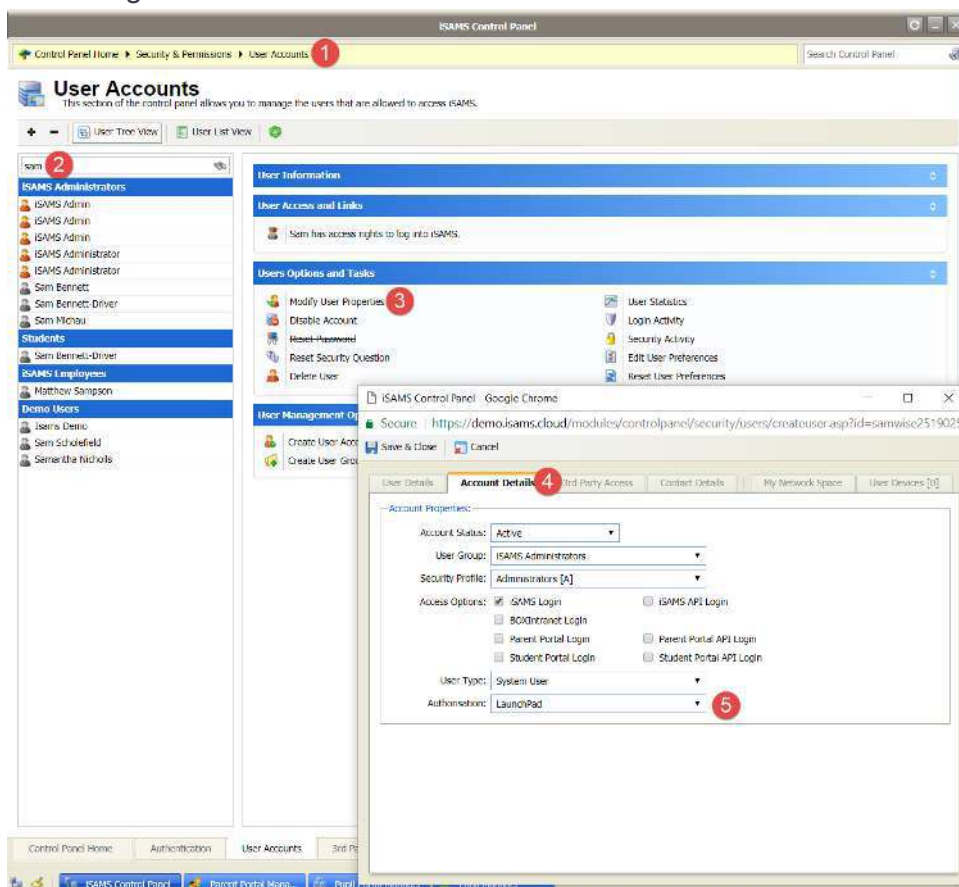 iSAMS Control Panel
Control Panel Home Security & Permissions User Accounts 1
Search Control Panel
User Accounts
This section of the control panel allows you to manage the users that are allowed to access iSAMS.
User Tree View User List View
sam 2
iSAMS Administrators
iSAMS Admin
iSAMS Admin
iSAMS Admin
iSAMS Administrator
iSAMS Administrator
Sam Bennett
Sam Bennett-Driver
Sam Michau
Students
Sam Bennett-Driver
iSAMS Employees
Matthew Sampson
Demo Users
Isams Demo
Sam Scholefield
Samantha Nicholls
User Information
User Access and Links
Sam has access rights to log into iSAMS.
Users Options and Tasks
Modify User Properties 3
Disable Account
Reset Password
Reset Security Question
Delete User
User Statistics
Login Activity
Security Activity
Edit User Preferences
Reset User Preferences
User Management Op
Create User Acco
Create User Grou
iSAMS Control Panel - Google Chrome
Secure https://demo.isams.cloud/modules/controlpanel/security/users/createuser.asp?id=samwise2519029
Save & Close Cancel
User Details Account Details 4 3rd Party Access Contact Details My Network Space User Devices [0]
Account Properties:
Account Status: Active
User Group: iSAMS Administrators
Security Profile: Administrators [A]
Access Options: iSAMS Login iSAMS API Login
BOXIntranet Login
Parent Portal Login Parent Portal API Login
Student Portal Login Student Portal API Login
User Type: System User
Authorisation: LaunchPad 5
Control Panel Home Authentication User Accounts 3rd Pa
iSAMS Control Panel Parent Portal Mana...